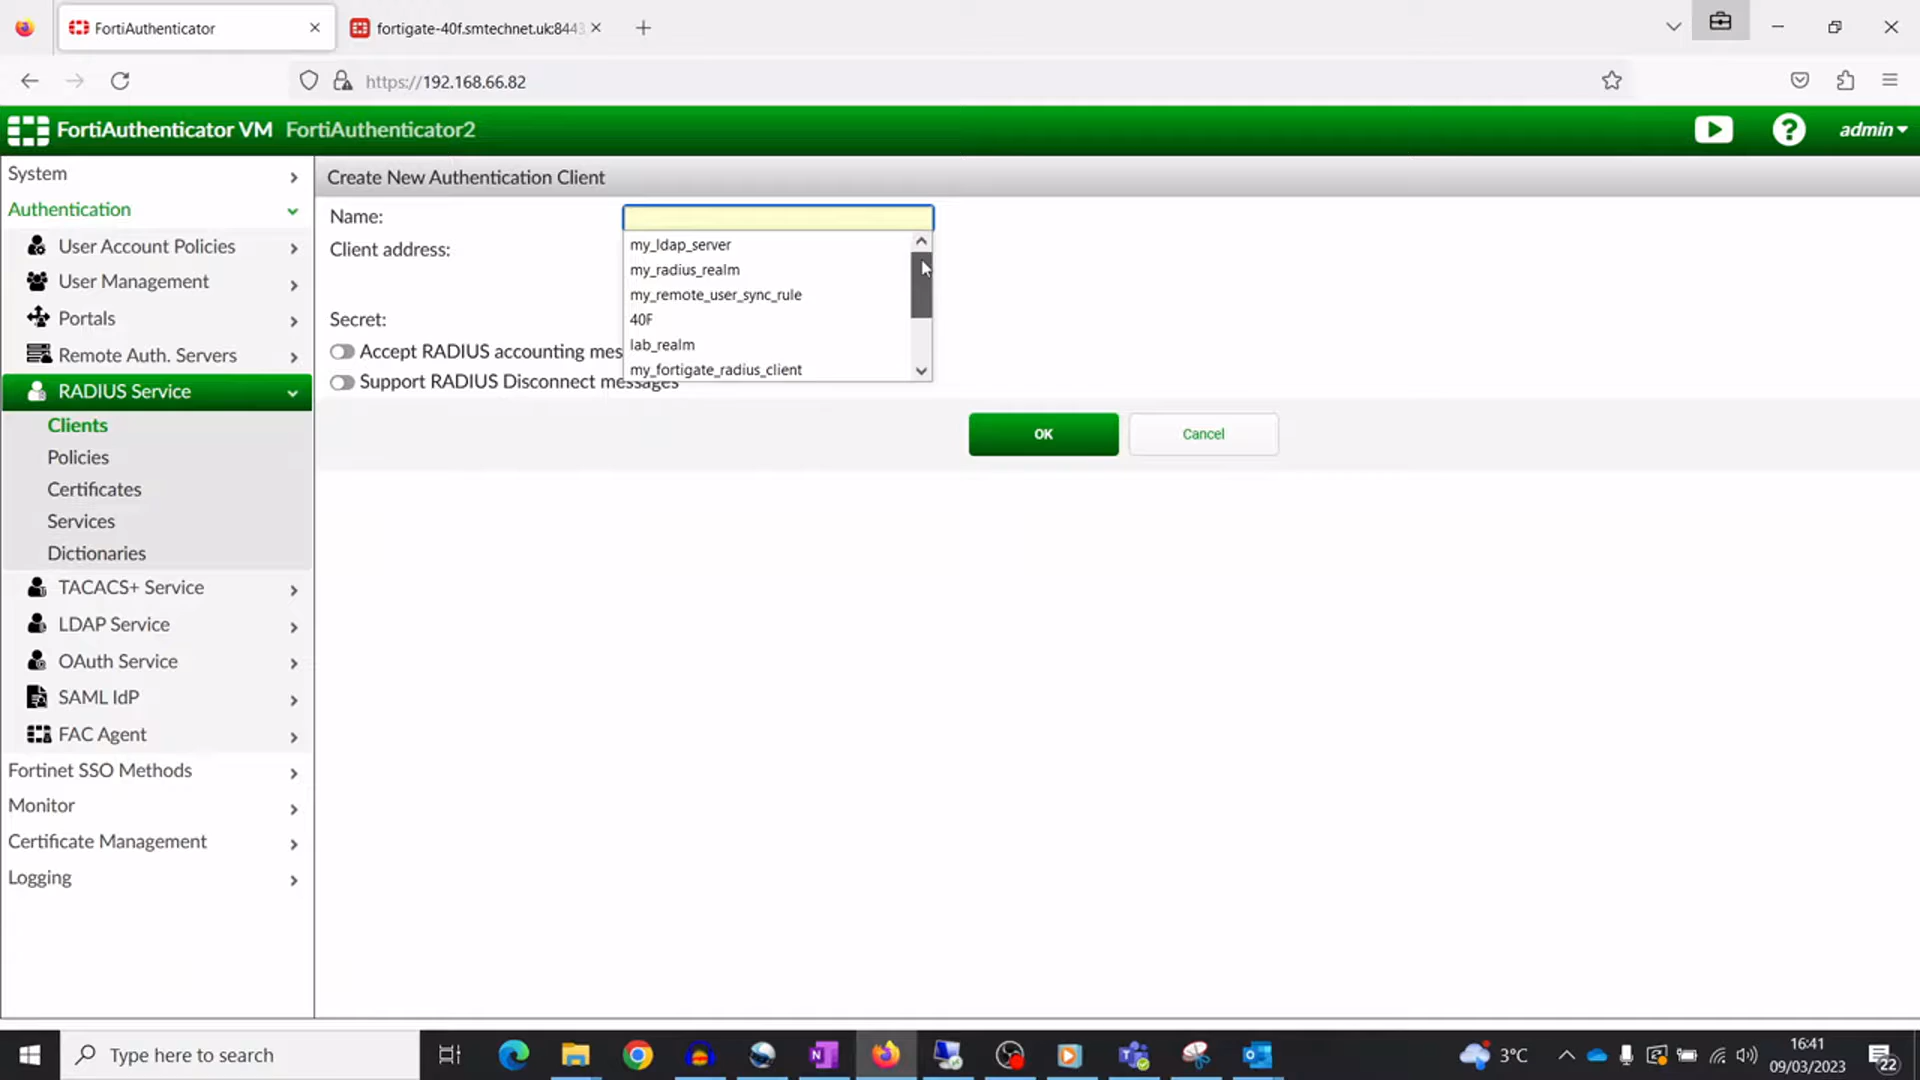 FortiAuthenticator
fortigate-40f.smtechnet.uk:8443
https://192.168.66.82
FortiAuthenticator VM FortiAuthenticator2
admin
System
Authentication
User Account Policies
User Management
Portals
Remote Auth. Servers
RADIUS Service
Clients
Policies
Certificates
Services
Dictionaries
TACACS+ Service
LDAP Service
OAuth Service
SAML IdP
FAC Agent
Fortinet SSO Methods
Monitor
Certificate Management
Logging
Create New Authentication Client
Name:
Client address:
Secret:
Accept RADIUS accounting mes
Support RADIUS Disconnect messages
my_ldap_server
my_radius_realm
my_remote_user_sync_rule
40F
lab_realm
my_fortigate_radius_client
OK
Cancel
Type here to search
3°C
16:41
09/03/2023
22